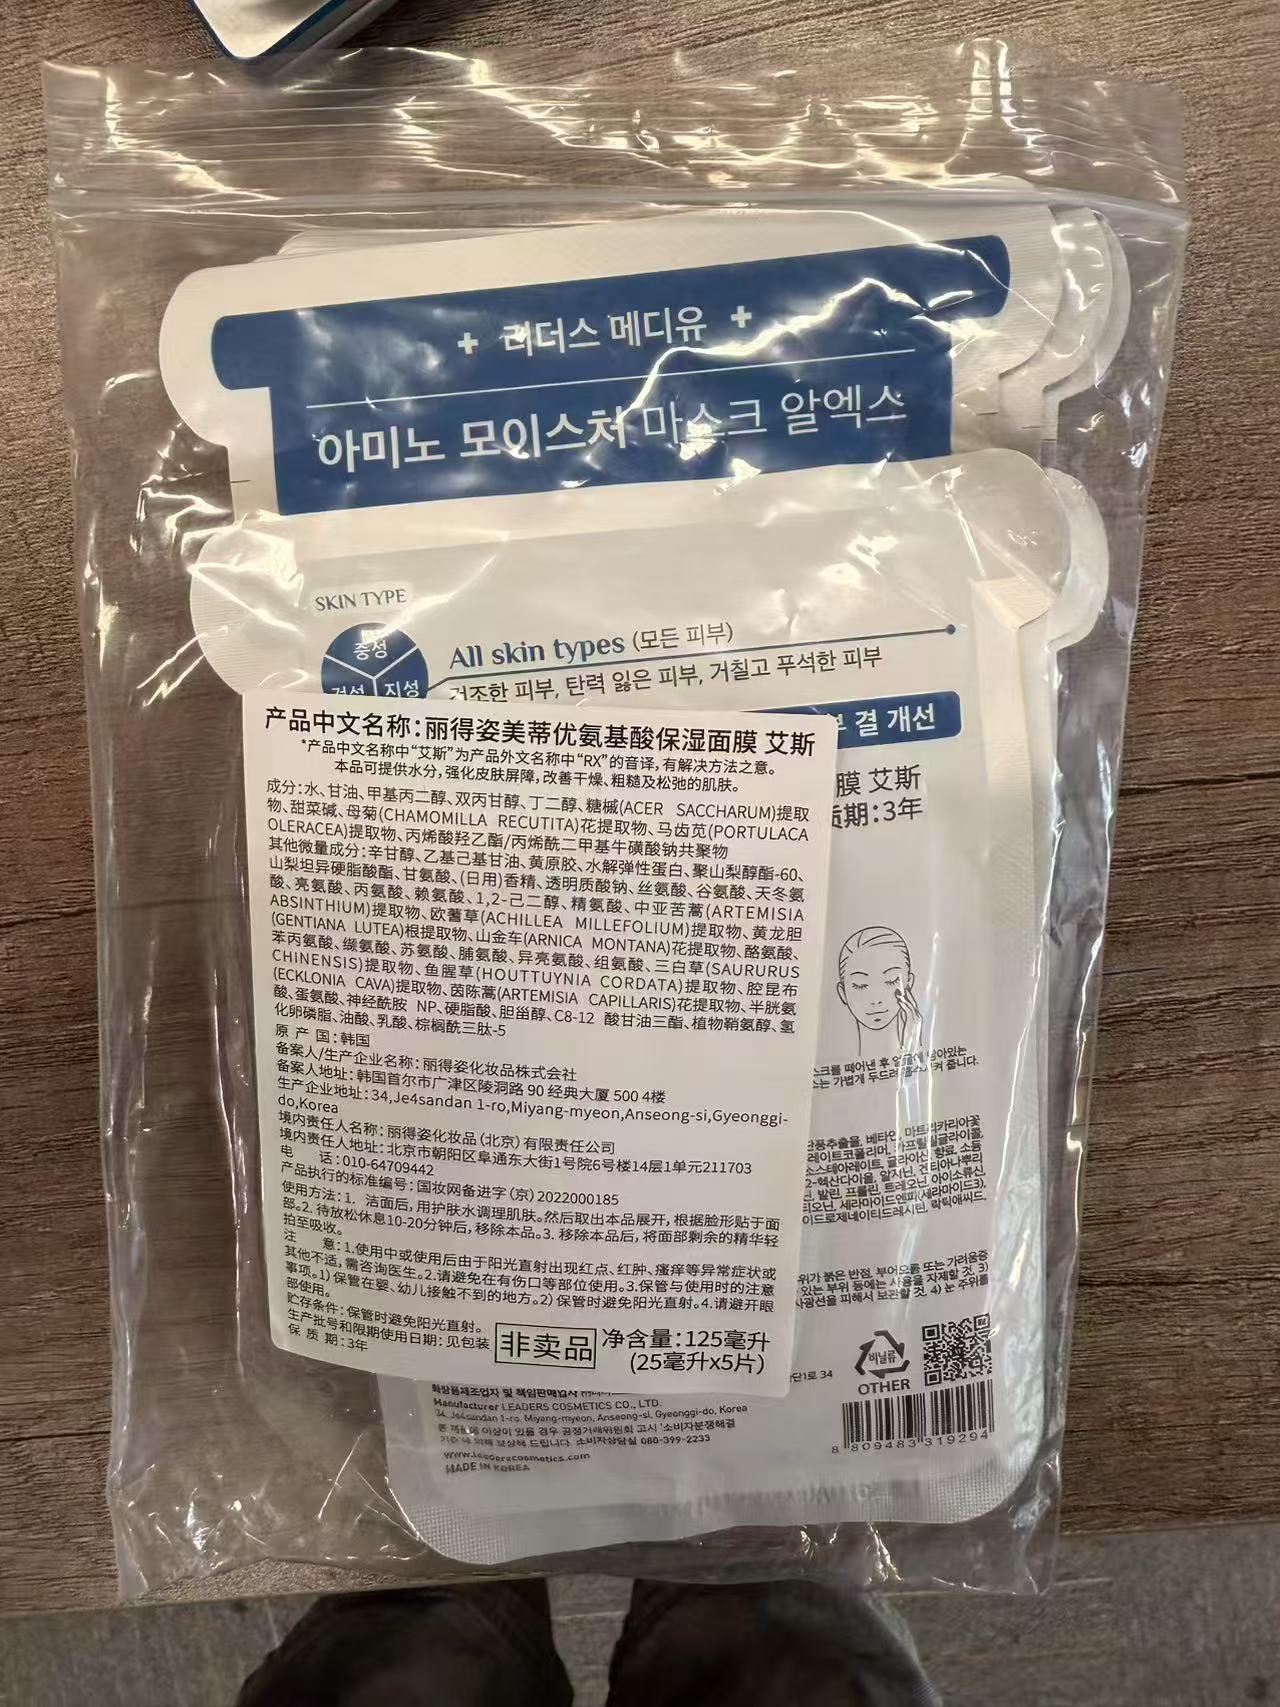 리더스 메디유
아미노 모이스처 마스크 알엑스
SKIN TYPE
중성
건성 지성
All skin types (모든 피부)
건조한 피부, 탄력 잃은 피부, 거칠고 푸석한 피부
결 개선
膜 艾斯
质期:3年
产品中文名称:丽得姿美蒂优氨基酸保湿面膜 艾斯
*产品中文名称中“艾斯”为产品外文名称中“RX”的音译,有解决方法之意。
本品可提供水分,强化皮肤屏障,改善干燥、粗糙及松弛的肌肤。
成分:水、甘油、甲基丙二醇、双丙甘醇、丁二醇、糖槭(ACER SACCHARUM)提取
物、甜菜碱、母菊(CHAMOMILLA RECUTITA)花提取物、马齿苋(PORTULACA
OLERACEA)提取物、丙烯酸羟乙酯/丙烯酰二甲基牛磺酸钠共聚物
其他微量成分:辛甘醇、乙基己基甘油、黄原胶、水解弹性蛋白、聚山梨醇酯-60、
山梨坦异硬脂酸酯、甘氨酸、(日用)香精、透明质酸钠、丝氨酸、谷氨酸、天冬氨
酸、亮氨酸、丙氨酸、赖氨酸、1,2-己二醇、精氨酸、中亚苦蒿(ARTEMISIA
ABSINTHIUM)提取物、欧蓍草(ACHILLEA MILLEFOLIUM)提取物、黄龙胆
(GENTIANA LUTEA)根提取物、山金车(ARNICA MONTANA)花提取物、酪氨酸、
苯丙氨酸、缬氨酸、苏氨酸、脯氨酸、异亮氨酸、组氨酸、三白草(SAURURUS
CHINENSIS)提取物、鱼腥草(HOUTTUYNIA CORDATA)提取物、腔昆布
(ECKLONIA CAVA)提取物、茵陈蒿(ARTEMISIA CAPILLARIS)花提取物、半胱氨
酸、蛋氨酸、神经酰胺 NP、硬脂酸、胆甾醇、C8-12 酸甘油三酯、植物鞘氨醇、氢
化卵磷脂、油酸、乳酸、棕榈酰三肽-5
原 产 国:韩国
备案人/生产企业名称:丽得姿化妆品株式会社
备案人地址:韩国首尔市广津区陵洞路 90 经典大厦 500 4楼
生产企业地址:34,Je4sandan 1-ro,Miyang-myeon,Anseong-si,Gyeonggi-
do,Korea
境内责任人名称:丽得姿化妆品(北京)有限责任公司
境内责任人地址:北京市朝阳区阜通东大街1号院6号楼14层1单元211703
电 话:010-64709442
产品执行的标准编号:国妆网备进字(京)2022000185
使用方法:1. 洁面后,用护肤水调理肌肤。然后取出本品展开,根据脸形贴于面
部。2. 待放松休息10-20分钟后,移除本品。3. 移除本品后,将面部剩余的精华轻
拍至吸收。
注 意:1.使用中或使用后由于阳光直射出现红点、红肿、瘙痒等异常症状或
其他不适,需咨询医生。2.请避免在有伤口等部位使用。3.保管与使用时的注意
事项。1)保管在婴、幼儿接触不到的地方。2)保管时避免阳光直射。4.请避开眼
部使用。
贮存条件:保管时避免阳光直射。
生产批号和限期使用日期:见包装
保 质 期:3年
非卖品
净含量:125毫升
(25毫升x5片)
비닐류
OTHER
8 809483 319294
Manufacturer LEADERS COSMETICS CO., LTD.
34, Je4sandan 1-ro, Miyang-myeon, Anseong-si, Gyeonggi-do, Korea
소비자상담실 080-399-2233
www.leaderscosmetics.com
MADE IN KOREA